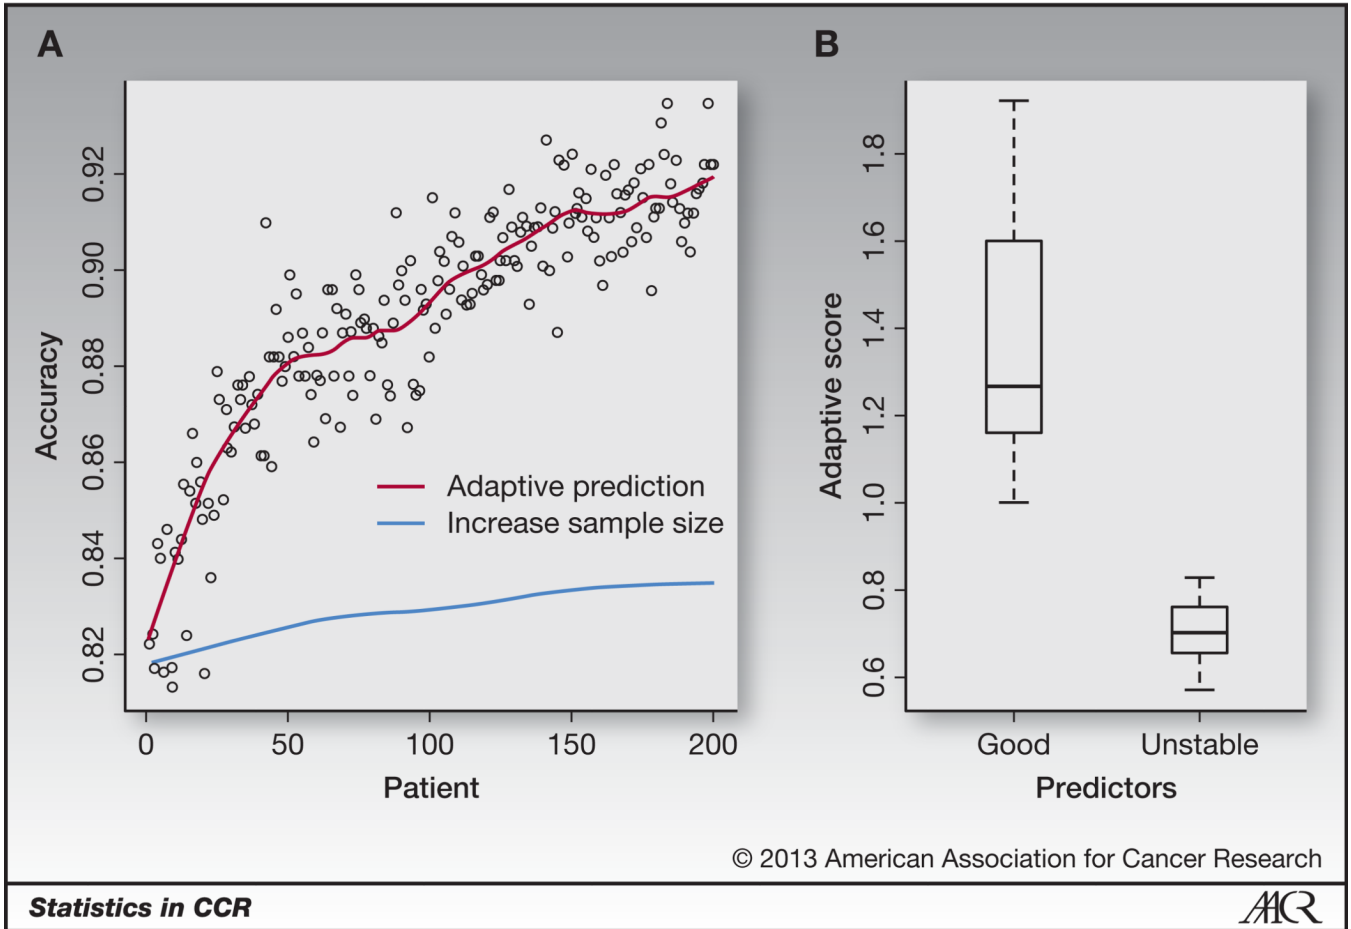 A
B
Accuracy
0.92
0.90
0.88
0.86
0.84
0.82
Adaptive prediction
Increase sample size
0
50
100
150
200
Patient
Adaptive score
1.8
1.6
1.4
1.2
1.0
0.8
0.6
Good
Unstable
Predictors
© 2013 American Association for Cancer Research
Statistics in CCR
AACR